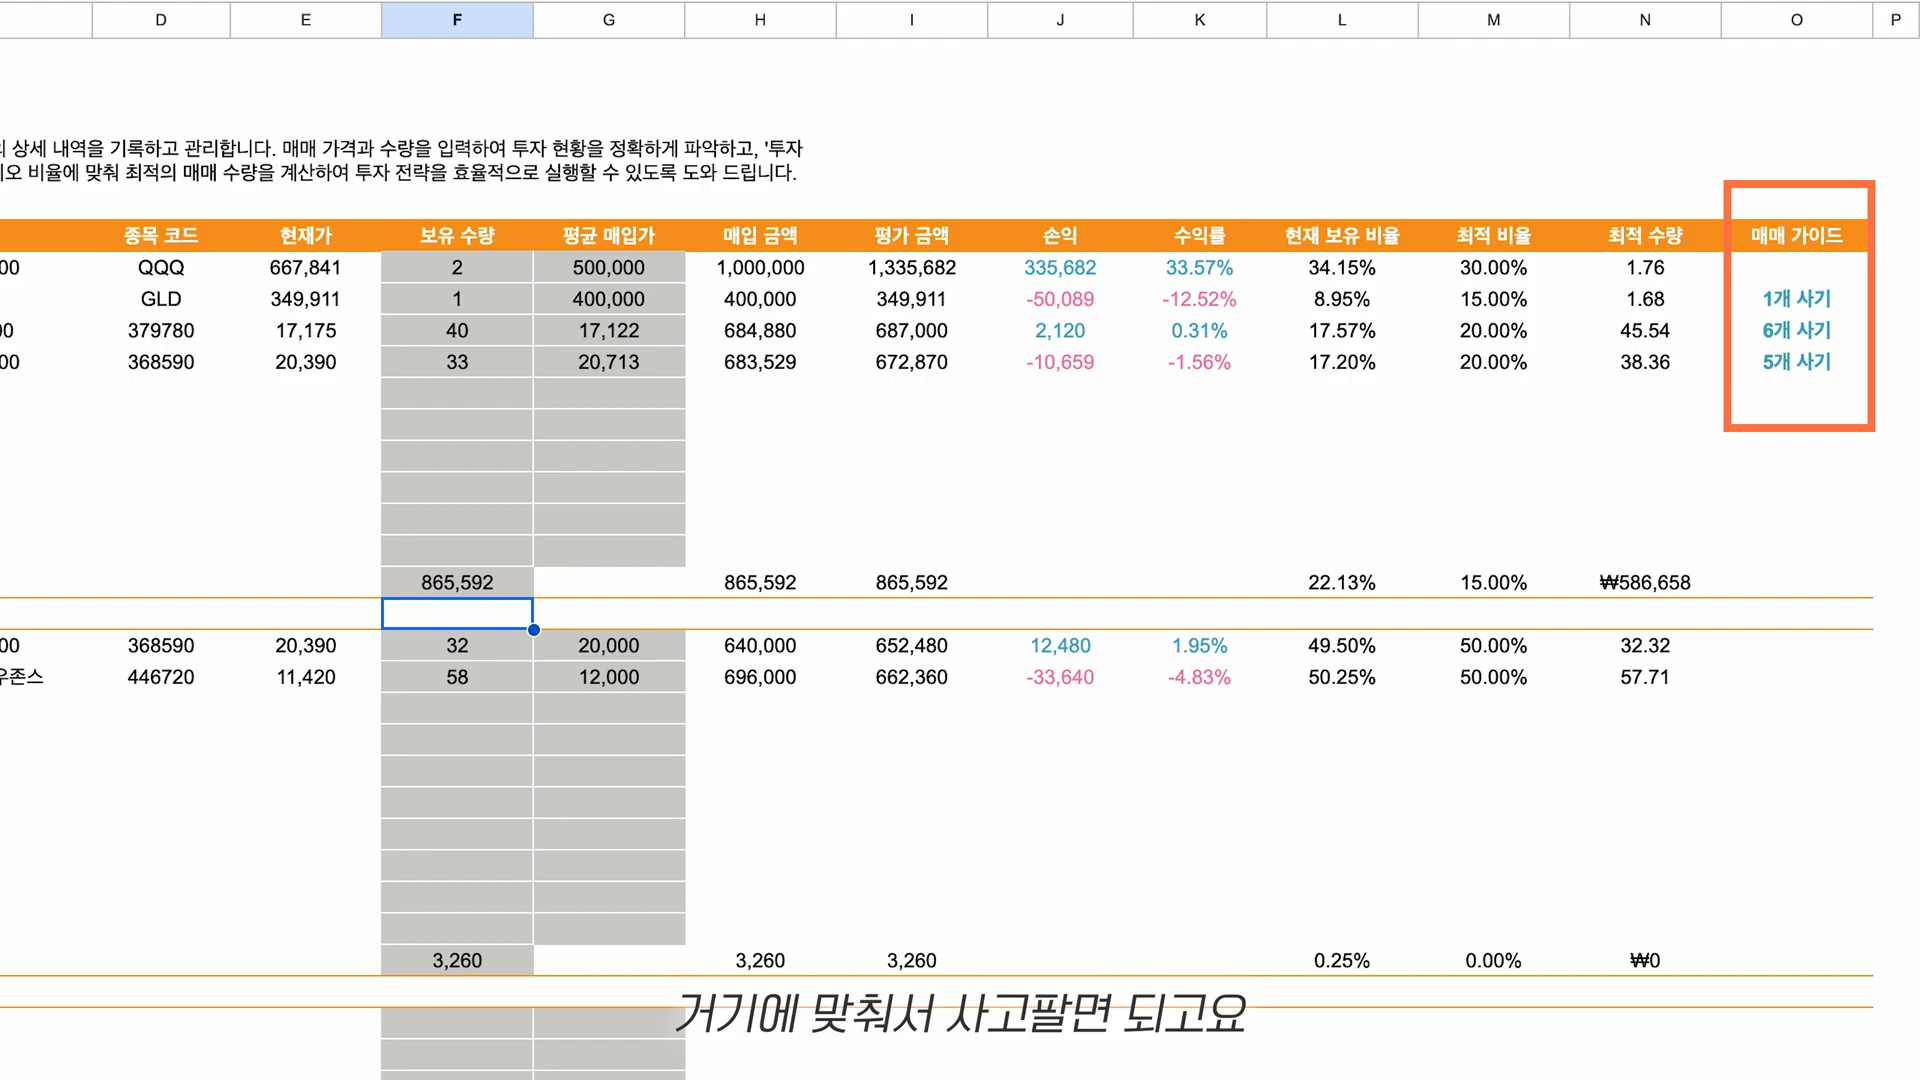 D E F G H I J K L M N O P
상세 내역을 기록하고 관리합니다. 매매 가격과 수량을 입력하여 투자 현황을 정확하게 파악하고, '투자
비율에 맞춰 최적의 매매 수량을 계산하여 투자 전략을 효율적으로 실행할 수 있도록 도와 드립니다.
종목 코드 현재가 보유 수량 평균 매입가 매입 금액 평가 금액 손익 수익률 현재 보유 비율 최적 비율 최적 수량 매매 가이드
00 QQQ 667,841 2 500,000 1,000,000 1,335,682 335,682 33.57% 34.15% 30.00% 1.76
GLD 349,911 1 400,000 400,000 349,911 -50,089 -12.52% 8.95% 15.00% 1.68 1개 사기
00 379780 17,175 40 17,122 684,880 687,000 2,120 0.31% 17.57% 20.00% 45.54 6개 사기
00 368590 20,390 33 20,713 683,529 672,870 -10,659 -1.56% 17.20% 20.00% 38.36 5개 사기
865,592 865,592 865,592 22.13% 15.00% ₩586,658
00 368590 20,390 32 20,000 640,000 652,480 12,480 1.95% 49.50% 50.00% 32.32
우존스 446720 11,420 58 12,000 696,000 662,360 -33,640 -4.83% 50.25% 50.00% 57.71
3,260 3,260 3,260 0.25% 0.00% ₩0
거기에 맞춰서 사고팔면 되고요